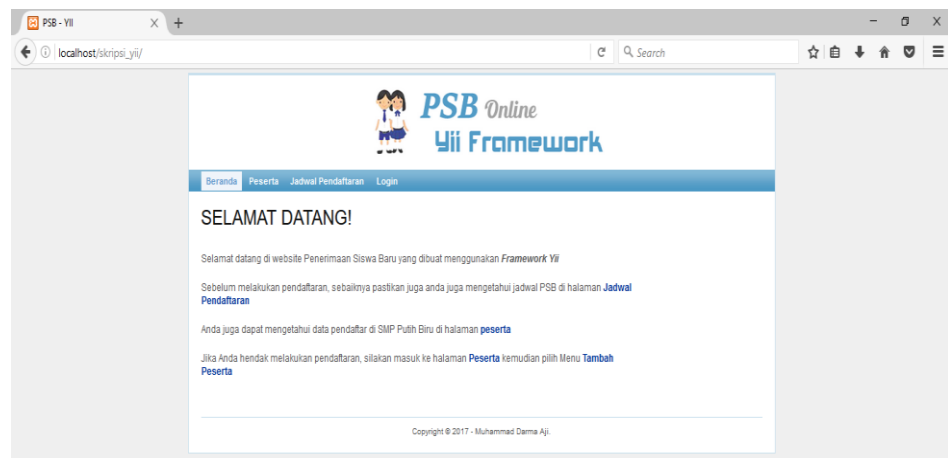 PSB - YII
localhost/skripsi_yii/
Search
PSB Online
Yii Framework
Beranda Peserta Jadwal Pendaftaran Login
SELAMAT DATANG!
Selamat datang di website Penerimaan Siswa Baru yang dibuat menggunakan Framework Yii
Sebelum melakukan pendaftaran, sebaiknya pastikan juga anda juga mengetahui jadwal PSB di halaman Jadwal
Pendaftaran
Anda juga dapat mengetahui data pendaftar di SMP Putih Biru di halaman peserta
Jika Anda hendak melakukan pendaftaran, silakan masuk ke halaman Peserta kemudian pilih Menu Tambah
Peserta
Copyright © 2017 - Muhammad Darma Aji.